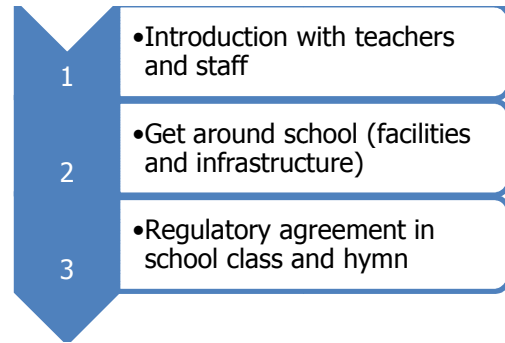 1
•Introduction with teachers
and staff
2
•Get around school (facilities
and infrastructure)
3
•Regulatory agreement in
school class and hymn